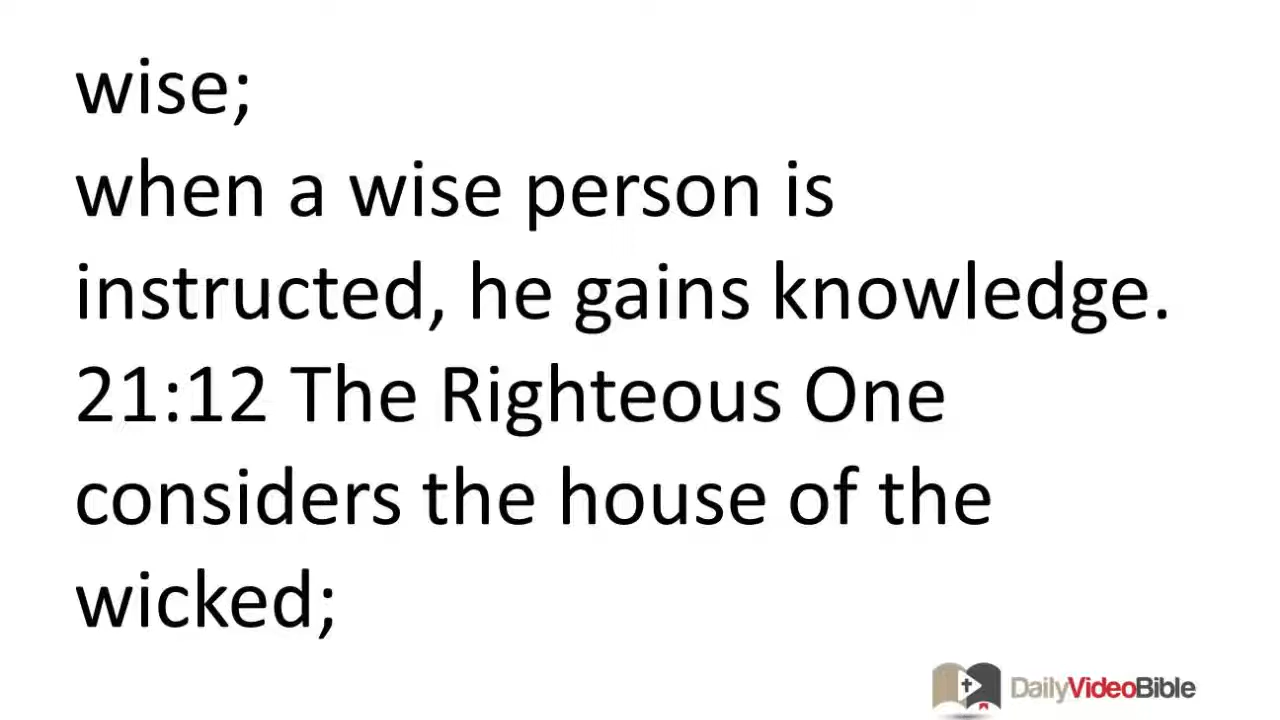 wise;
when a wise person is
instructed, he gains knowledge.
21:12 The Righteous One
considers the house of the
wicked;
DailyVideoBible